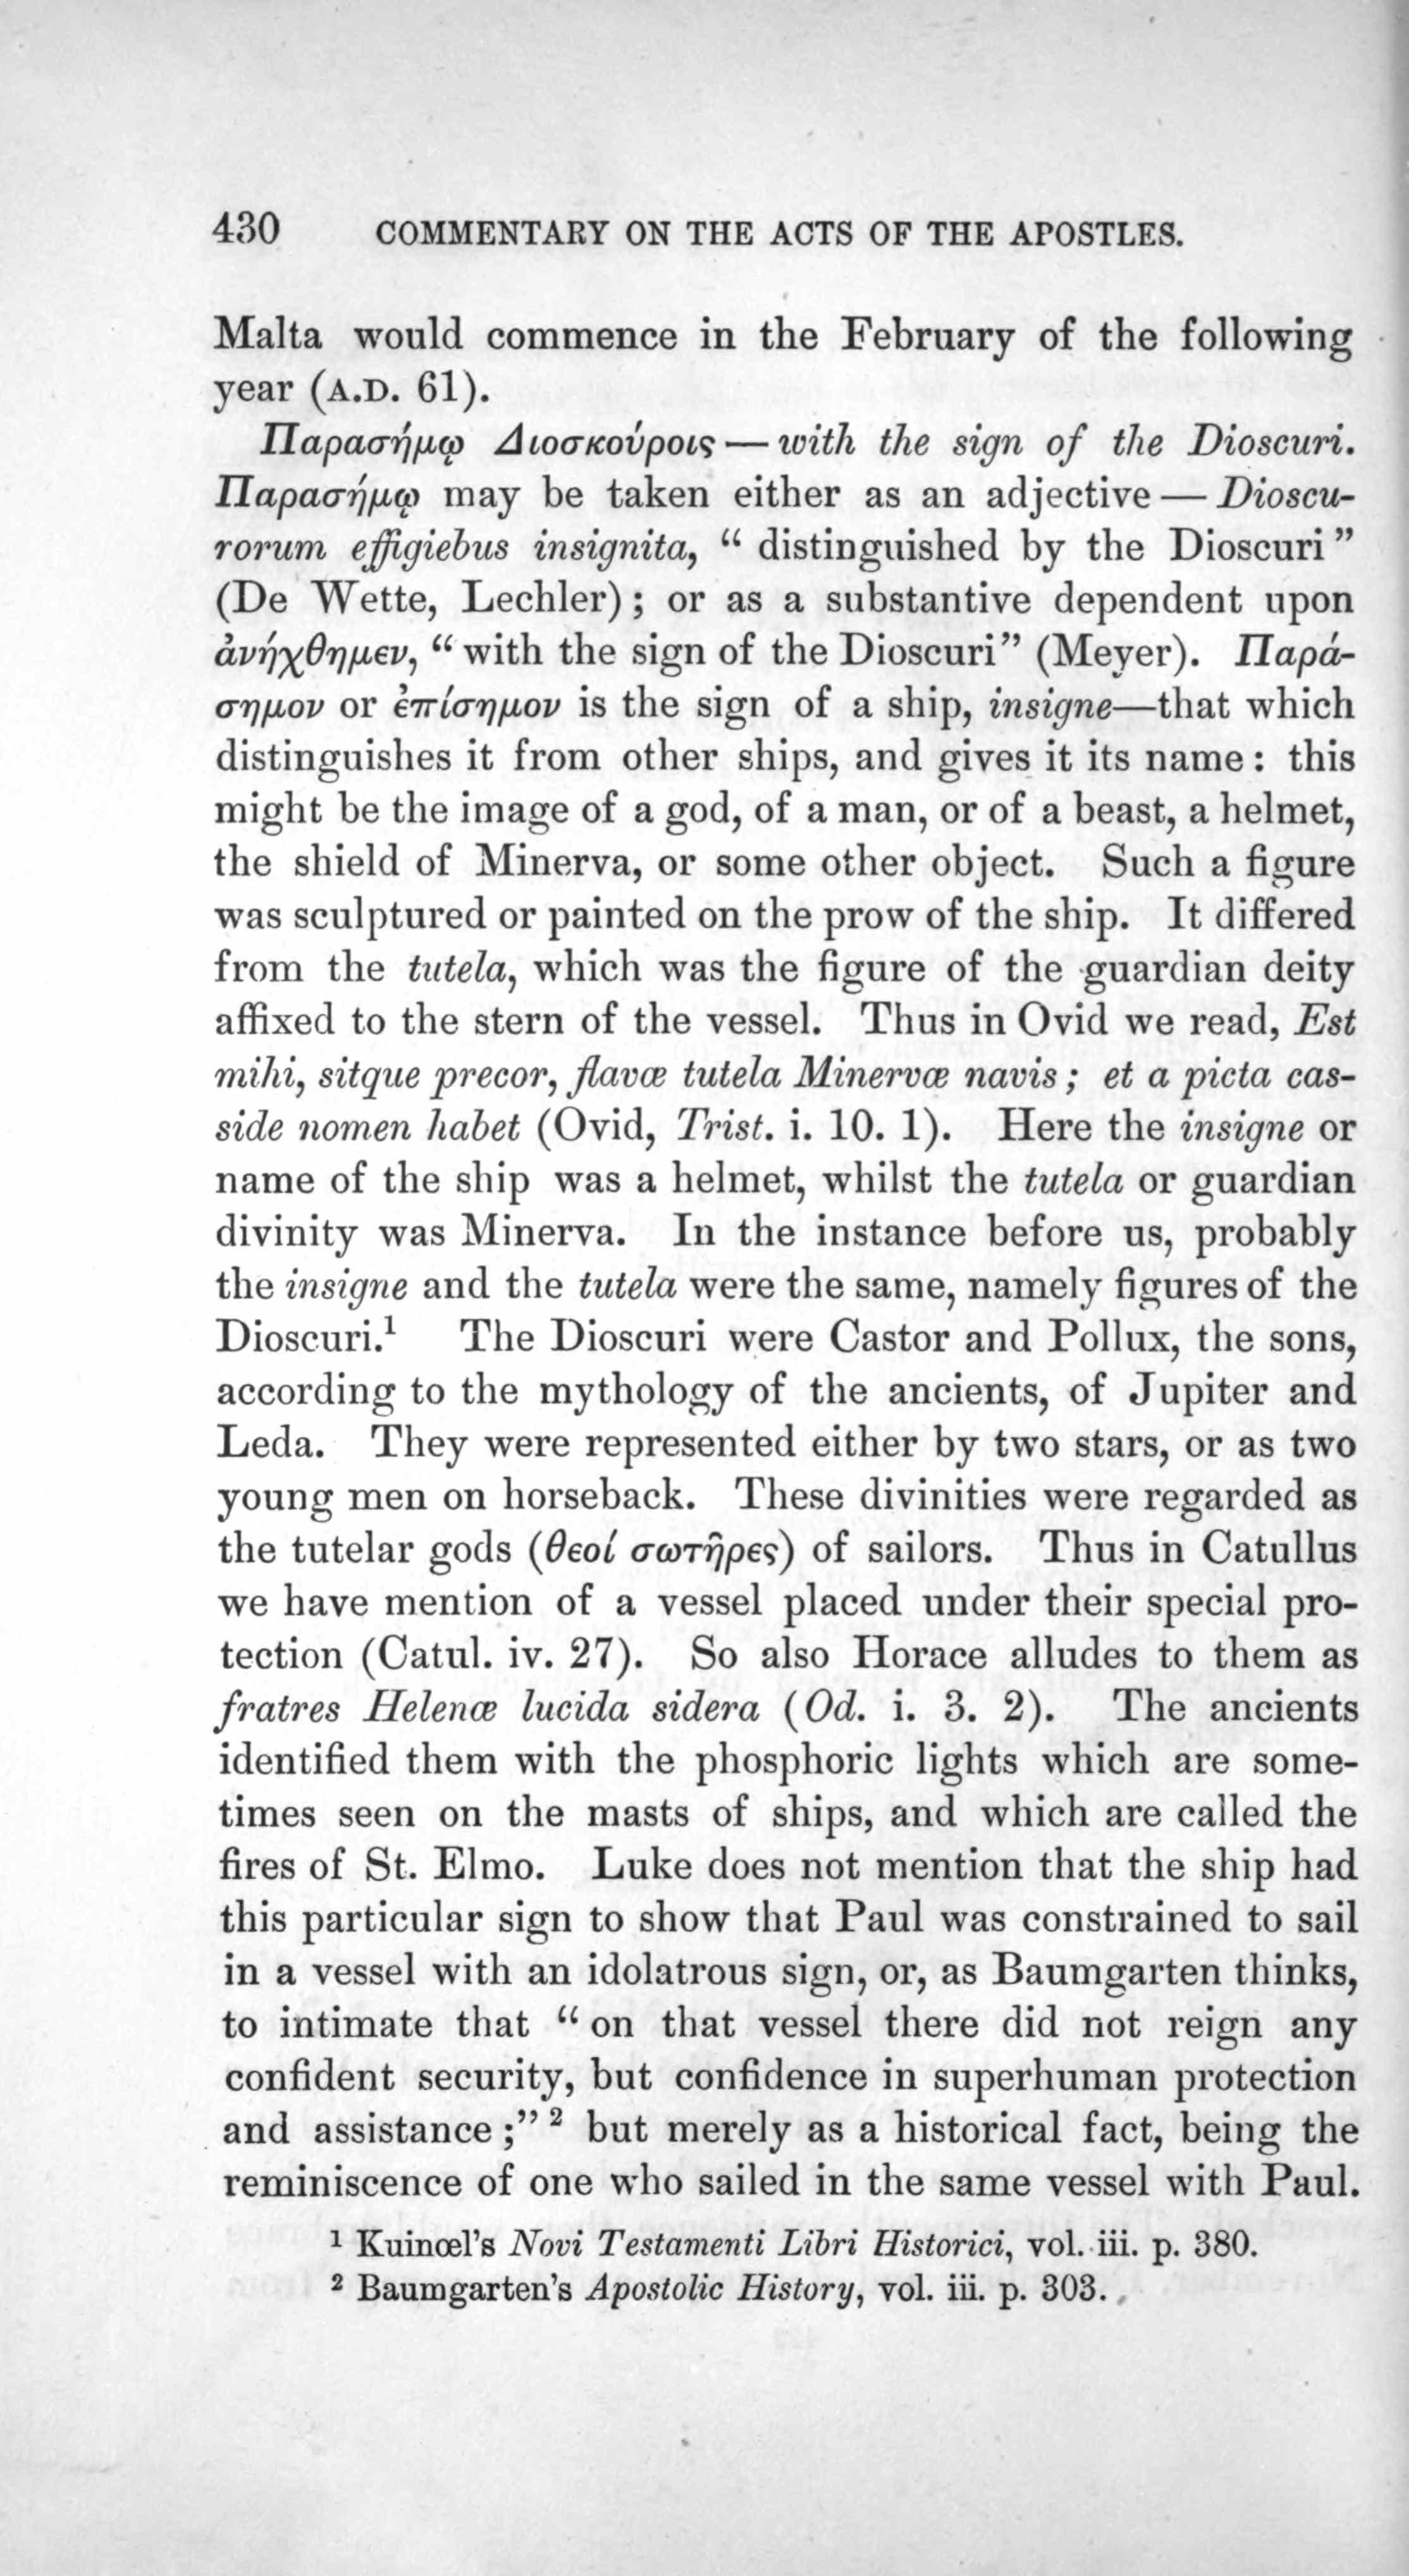 430 COMMENTARY ON THE ACTS OF THE APOSTLES.
Malta would commence in the February of the following
year (A.D. 61).
Παρασήμῳ Διοσκούροις — with the sign of the Dioscuri.
Παρασήμῳ may be taken either as an adjective — Dioscu-
rorum effigiebus insignita, “ distinguished by the Dioscuri ”
(De Wette, Lechler) ; or as a substantive dependent upon
ἀνήχθημεν, “ with the sign of the Dioscuri” (Meyer). Παρά-
σημον or ἐπίσημον is the sign of a ship, insigne—that which
distinguishes it from other ships, and gives it its name : this
might be the image of a god, of a man, or of a beast, a helmet,
the shield of Minerva, or some other object. Such a figure
was sculptured or painted on the prow of the ship. It differed
from the tutela, which was the figure of the guardian deity
affixed to the stern of the vessel. Thus in Ovid we read, Est
mihi, sitque precor, flavæ tutela Minervæ navis ; et a picta cas-
side nomen habet (Ovid, Trist. i. 10. 1). Here the insigne or
name of the ship was a helmet, whilst the tutela or guardian
divinity was Minerva. In the instance before us, probably
the insigne and the tutela were the same, namely figures of the
Dioscuri.¹ The Dioscuri were Castor and Pollux, the sons,
according to the mythology of the ancients, of Jupiter and
Leda. They were represented either by two stars, or as two
young men on horseback. These divinities were regarded as
the tutelar gods (θεοί σωτῆρες) of sailors. Thus in Catullus
we have mention of a vessel placed under their special pro-
tection (Catul. iv. 27). So also Horace alludes to them as
fratres Helenæ lucida sidera (Od. i. 3. 2). The ancients
identified them with the phosphoric lights which are some-
times seen on the masts of ships, and which are called the
fires of St. Elmo. Luke does not mention that the ship had
this particular sign to show that Paul was constrained to sail
in a vessel with an idolatrous sign, or, as Baumgarten thinks,
to intimate that “ on that vessel there did not reign any
confident security, but confidence in superhuman protection
and assistance ;” ² but merely as a historical fact, being the
reminiscence of one who sailed in the same vessel with Paul.
¹ Kuinœl’s Novi Testamenti Libri Historici, vol. iii. p. 380.
² Baumgarten’s Apostolic History, vol. iii. p. 303.